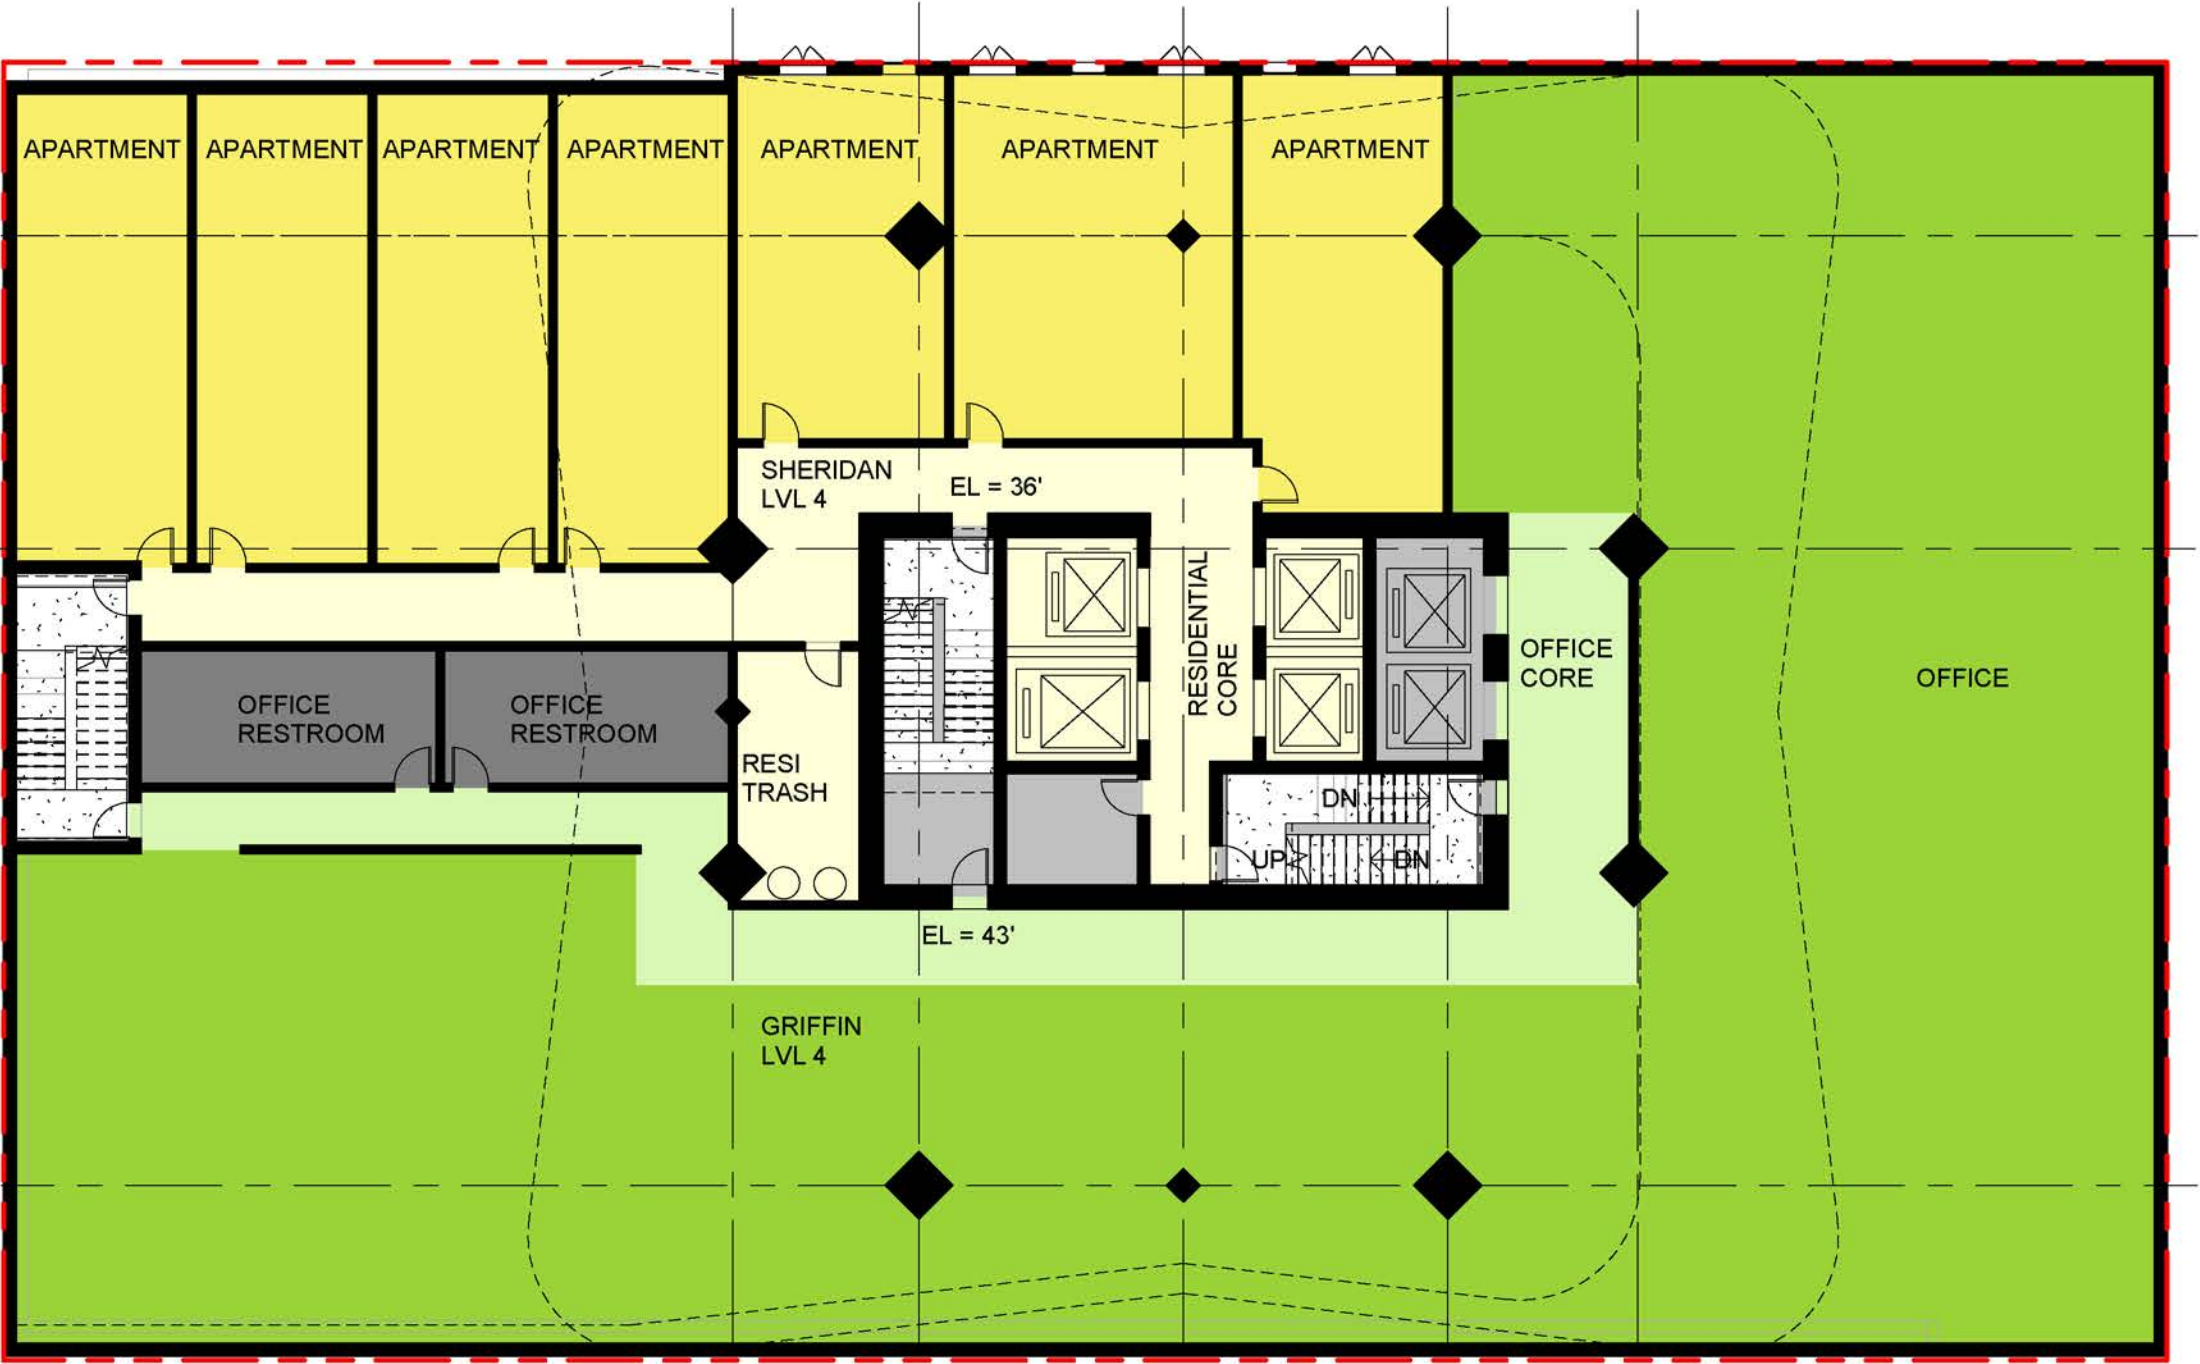 APARTMENT
APARTMENT
APARTMENT
APARTMENT
APARTMENT
APARTMENT
APARTMENT
SHERIDAN
LVL 4
EL = 36'
RESIDENTIAL
CORE
OFFICE
CORE
OFFICE
OFFICE
RESTROOM
OFFICE
RESTROOM
RESI
TRASH
DN
UP
DN
EL = 43'
GRIFFIN
LVL 4